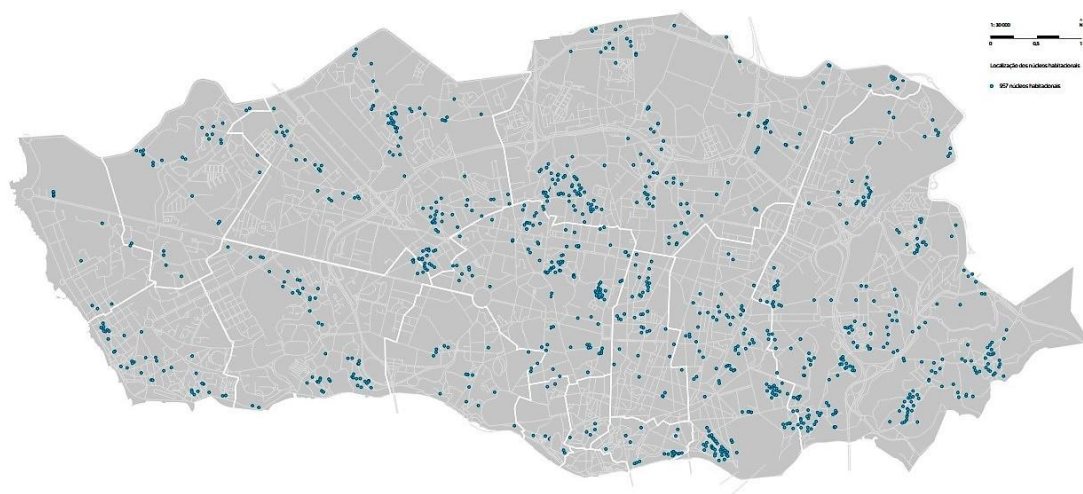 1: 30 000
N
0 0,5 1
Localização dos núcleos habitacionais
957 núcleos habitacionais